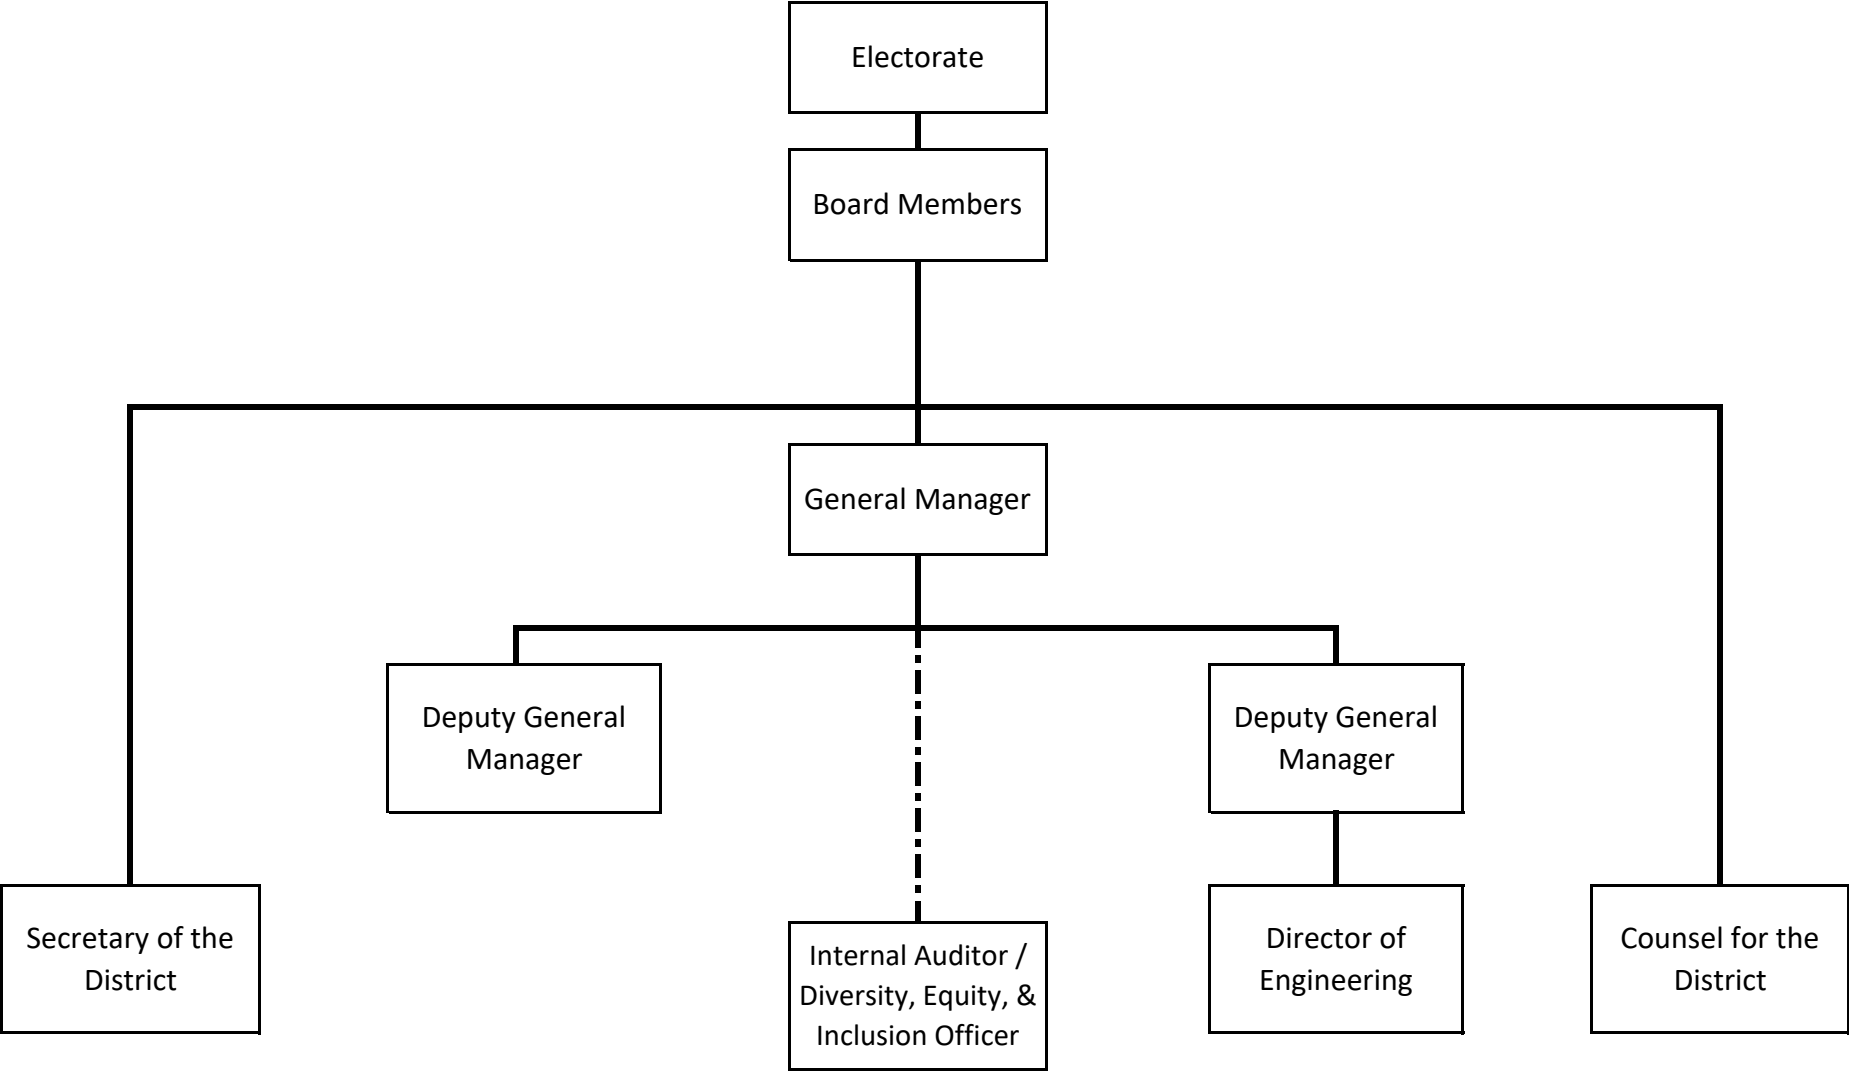 Electorate
Board Members
General Manager
Deputy General
Manager
Deputy General
Manager
Secretary of the
District
Internal Auditor /
Diversity, Equity, &
Inclusion Officer
Director of
Engineering
Counsel for the
District